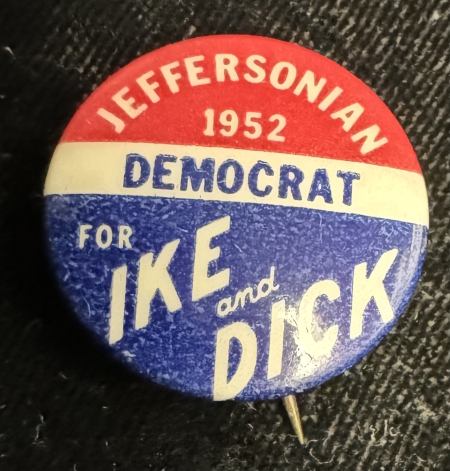 JEFFERSONIAN
1952
DEMOCRAT
FOR
IKE
and
DICK